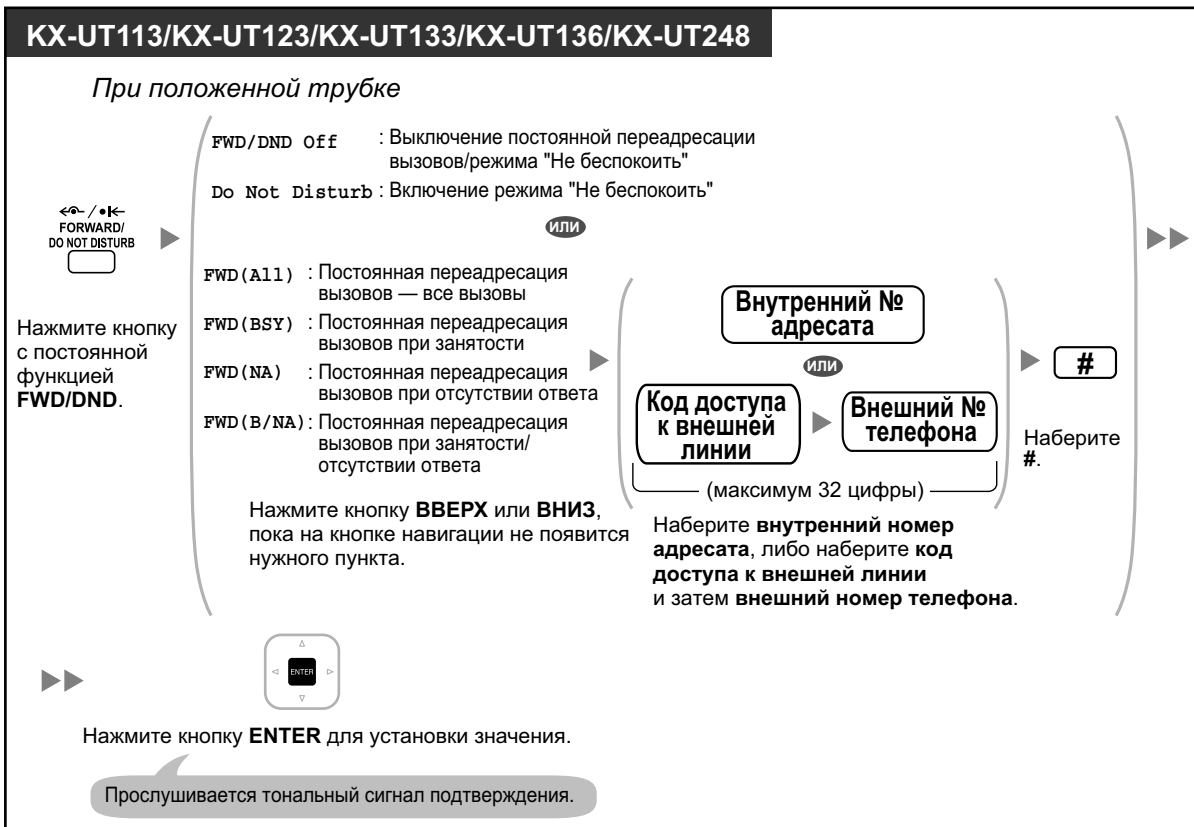 KX-UT113/KX-UT123/KX-UT133/KX-UT136/KX-UT248
При положенной трубке
FORWARD/
DO NOT DISTURB
Нажмите кнопку
с постоянной
функцией
FWD/DND.
FWD/DND Off : Выключение постоянной переадресации
вызовов/режима "Не беспокоить"
Do Not Disturb : Включение режима "Не беспокоить"
или
FWD(All) : Постоянная переадресация
вызовов — все вызовы
FWD(BSY) : Постоянная переадресация
вызовов при занятости
FWD(NA) : Постоянная переадресация
вызовов при отсутствии ответа
FWD(B/NA): Постоянная переадресация
вызовов при занятости/
отсутствии ответа
Нажмите кнопку ВВЕРХ или ВНИЗ,
пока на кнопке навигации не появится
нужного пункта.
Внутренний №
адресата
или
Код доступа
к внешней
линии
Внешний №
телефона
(максимум 32 цифры)
Наберите внутренний номер
адресата, либо наберите код
доступа к внешней линии
и затем внешний номер телефона.
#
Наберите
#.
ENTER
Нажмите кнопку ENTER для установки значения.
Прослушивается тональный сигнал подтверждения.